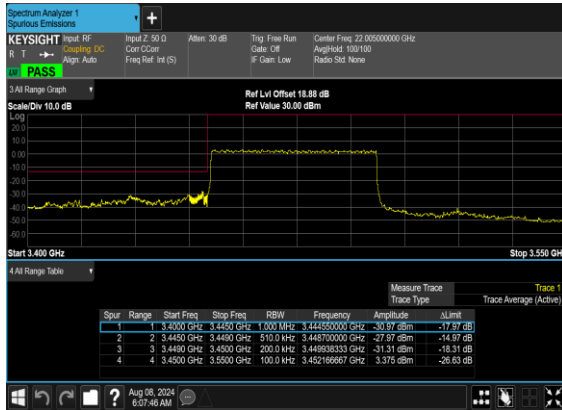 Spectrum Analyzer 1
Spurious Emissions
+
KEYSIGHT
R T
LU
PASS
Input: RF
Coupling: DC
Align: Auto
Input Z: 50 Ω
Corr CCorr
Freq Ref: Int (S)
Atten: 30 dB
Trig: Free Run
Gate: Off
IF Gain: Low
Center Freq: 22.005000000 GHz
Avg|Hold: 100/100
Radio Std: None
3 All Range Graph
Scale/Div 10.0 dB
Ref Lvl Offset 18.88 dB
Ref Value 30.00 dBm
Log
20.0
10.0
0.00
-10.0
-20.0
-30.0
-40.0
-50.0
-60.0
Start 3.400 GHz
Stop 3.550 GH
4 All Range Table
Measure Trace Trace 1
Trace Type Trace Average (Active)
Spur Range Start Freq Stop Freq RBW Frequency Amplitude ΔLimit
1 1 3.4000 GHz 3.4450 GHz 1.000 MHz 3.444550000 GHz -30.97 dBm -17.97 dB
2 2 3.4450 GHz 3.4490 GHz 510.0 kHz 3.448700000 GHz -27.97 dBm -14.97 dB
3 3 3.4490 GHz 3.4500 GHz 200.0 kHz 3.449938333 GHz -31.31 dBm -18.31 dB
4 4 3.4500 GHz 3.5500 GHz 100.0 kHz 3.452166667 GHz 3.375 dBm -26.63 dB
?
Aug 08, 2024
6:07:46 AM